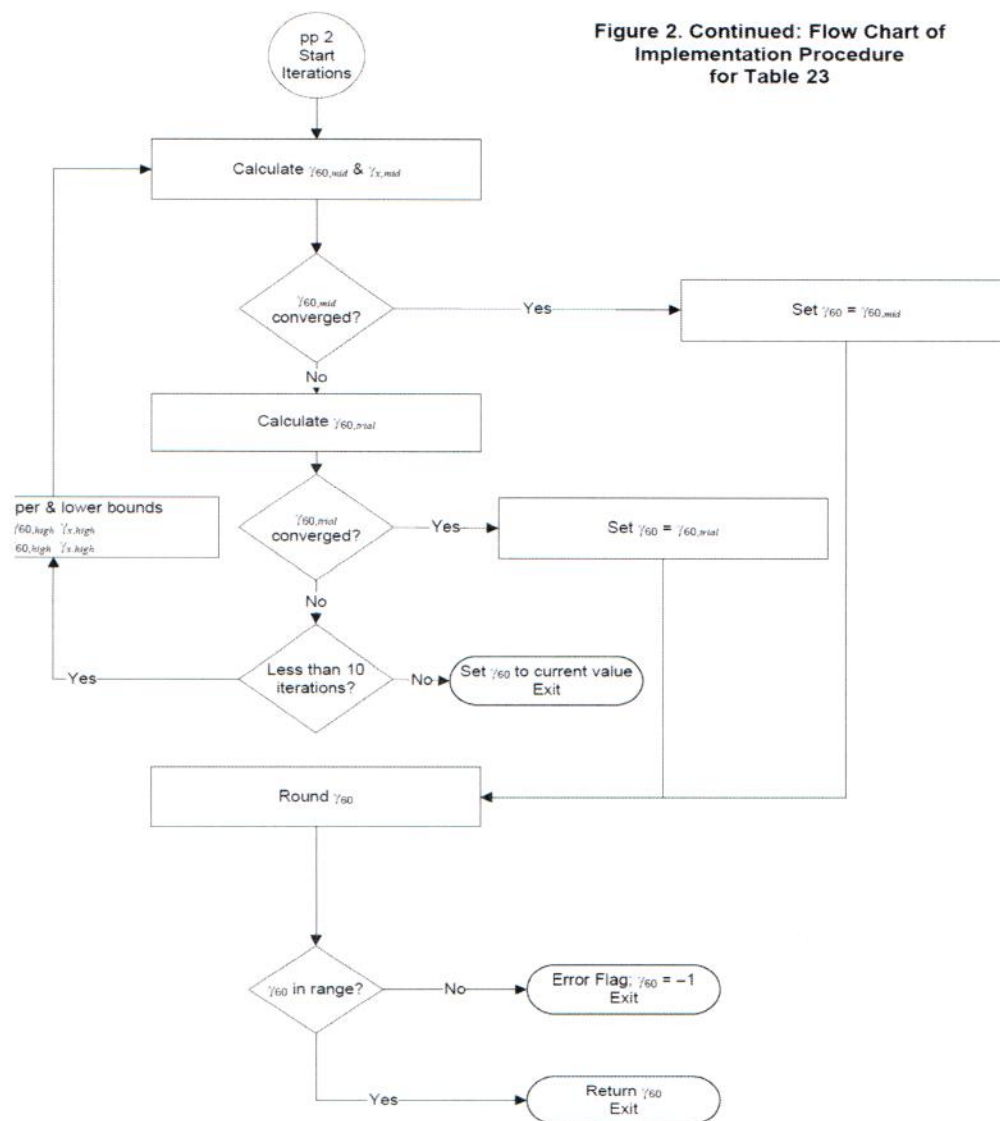 Figure 2. Continued: Flow Chart of
Implementation Procedure
for Table 23
pp 2
Start
Iterations
Calculate γ60,mid & γx,mid
γ60,mid
converged?
Yes
Set γ60 = γ60,mid
No
Calculate γ60,trial
per & lower bounds
γ60,high γx,high
60,high γx,high
γ60,trial
converged?
Yes
Set γ60 = γ60,trial
No
Less than 10
iterations?
Yes
No
Set γ60 to current value
Exit
Round γ60
γ60 in range?
No
Error Flag; γ60 = −1
Exit
Yes
Return γ60
Exit